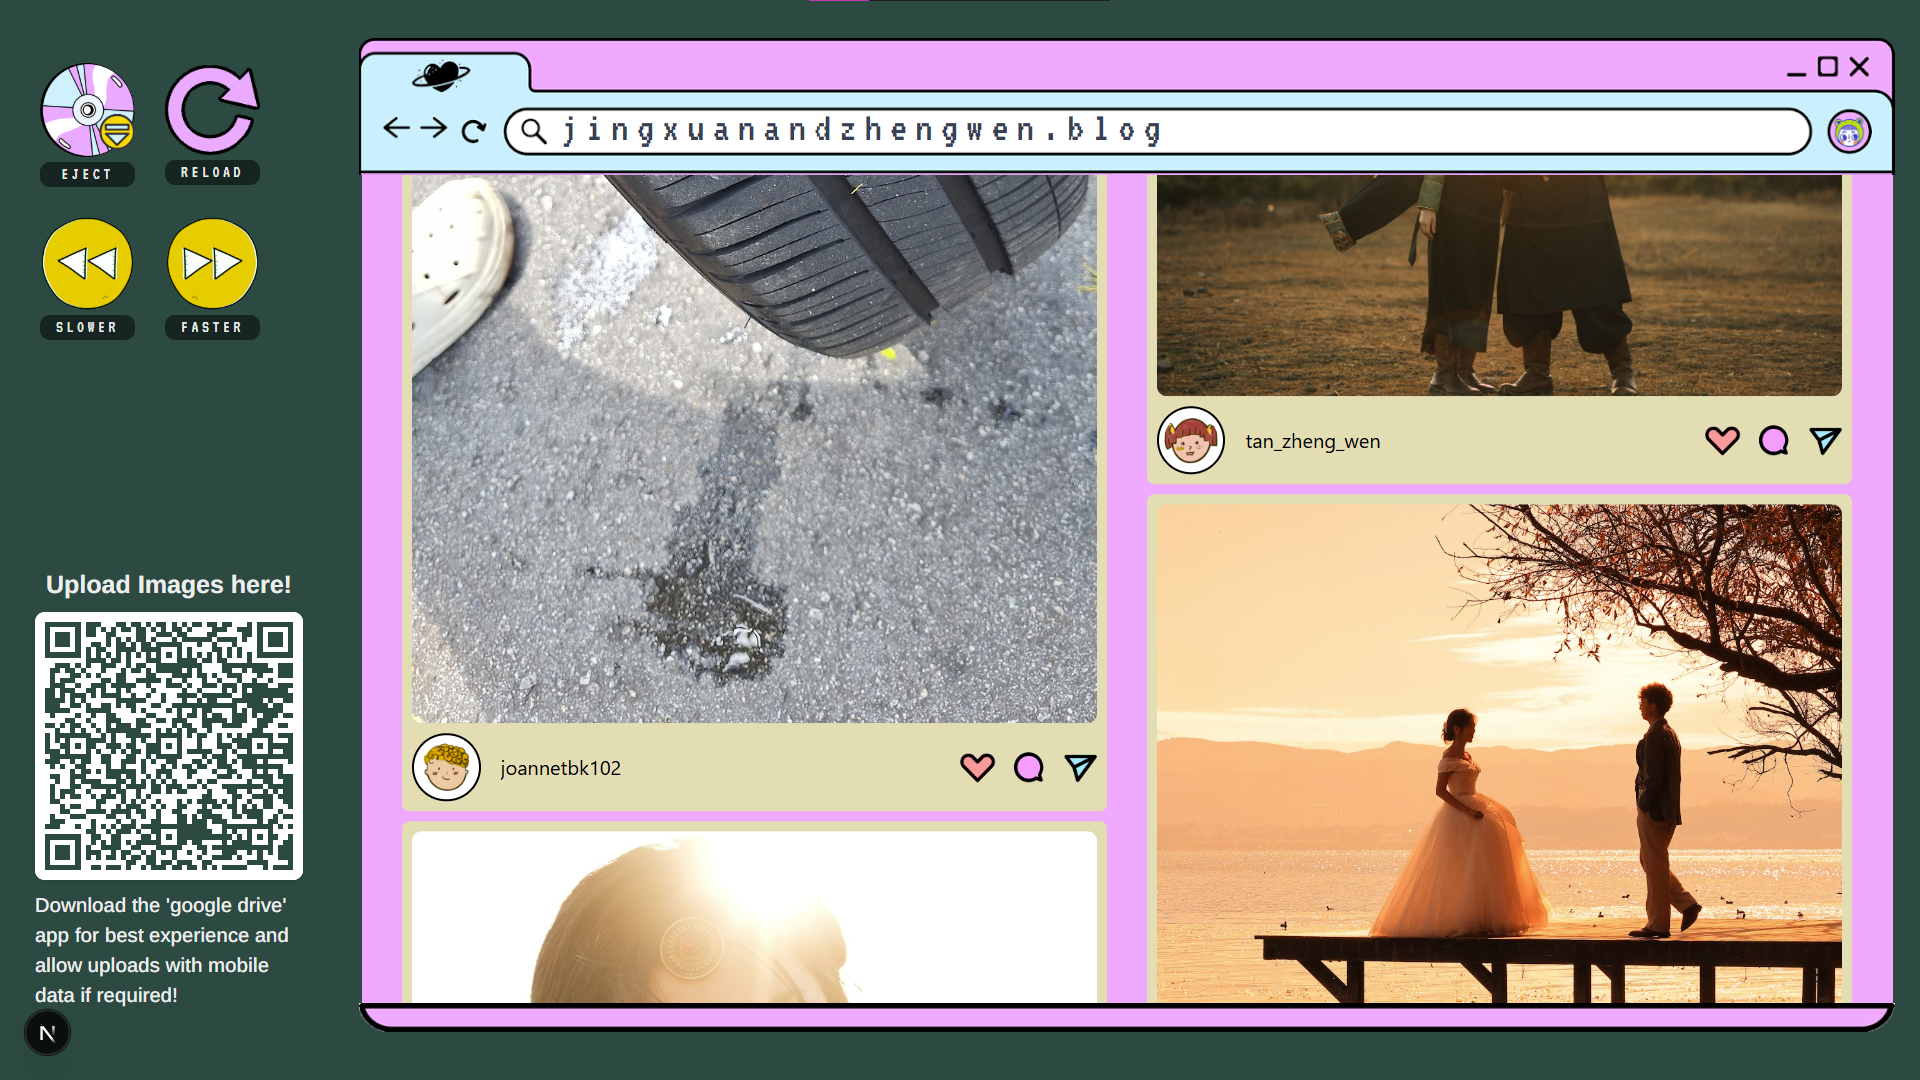 EJECT
RELOAD
SLOWER
FASTER
Upload Images here!
Download the 'google drive'
app for best experience and
allow uploads with mobile
data if required!
N
jingxuanandzhengwen.blog
joannetbk102
tan_zheng_wen